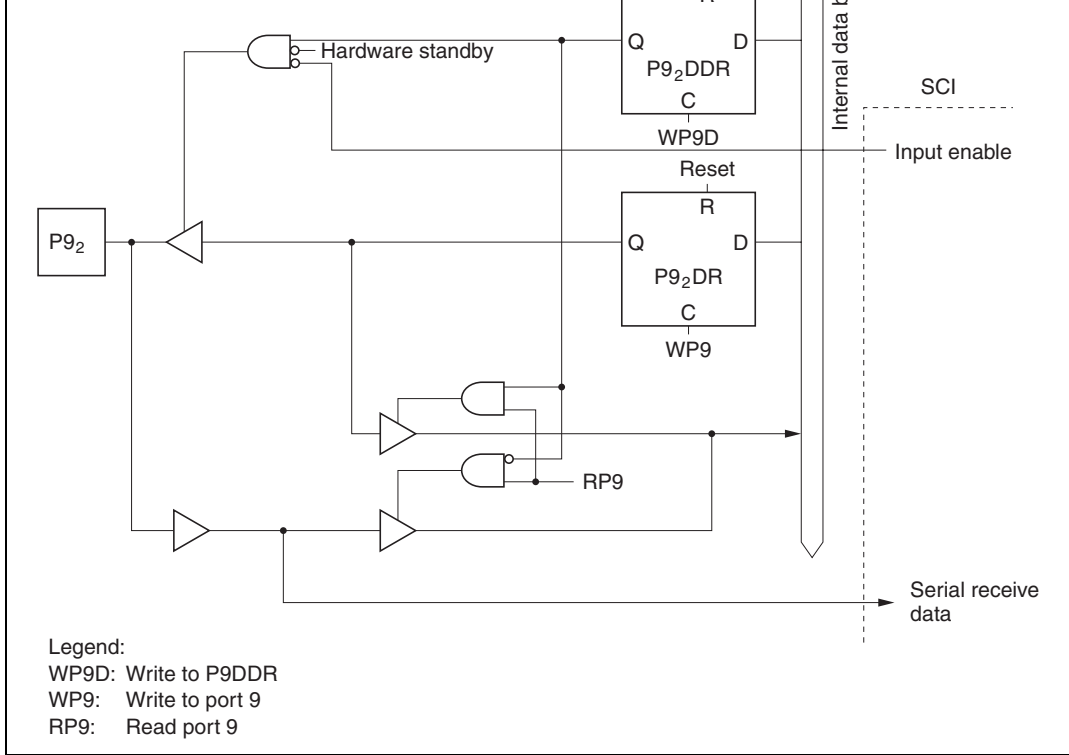 R
Q D
P9₂DDR
C
WP9D
Hardware standby
Internal data b
SCI
Input enable
Reset
R
Q D
P9₂DR
C
WP9
P9₂
RP9
Serial receive
data
Legend:
WP9D: Write to P9DDR
WP9: Write to port 9
RP9: Read port 9